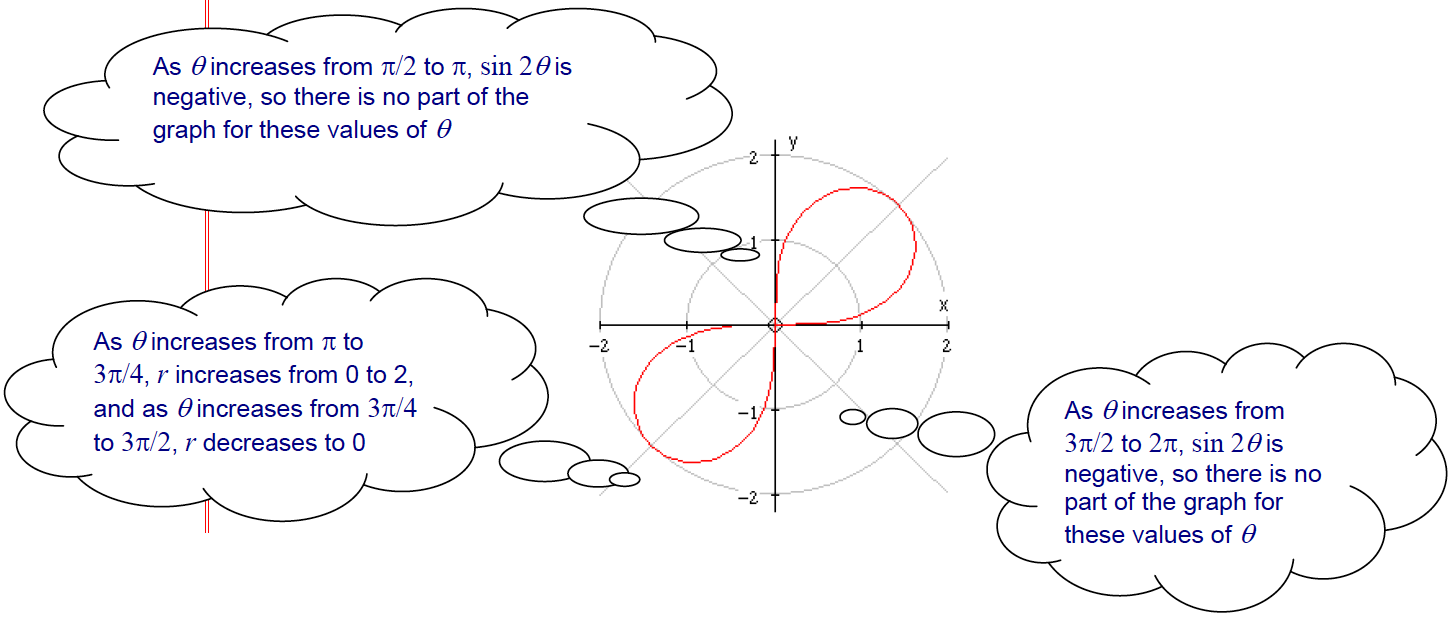 As θ increases from π/2 to π, sin 2θ is
negative, so there is no part of the
graph for these values of θ
y
2
1
x
-2
-1
1
2
-1
-2
As θ increases from π to
3π/4, r increases from 0 to 2,
and as θ increases from 3π/4
to 3π/2, r decreases to 0
As θ increases from
3π/2 to 2π, sin 2θ is
negative, so there is no
part of the graph for
these values of θ